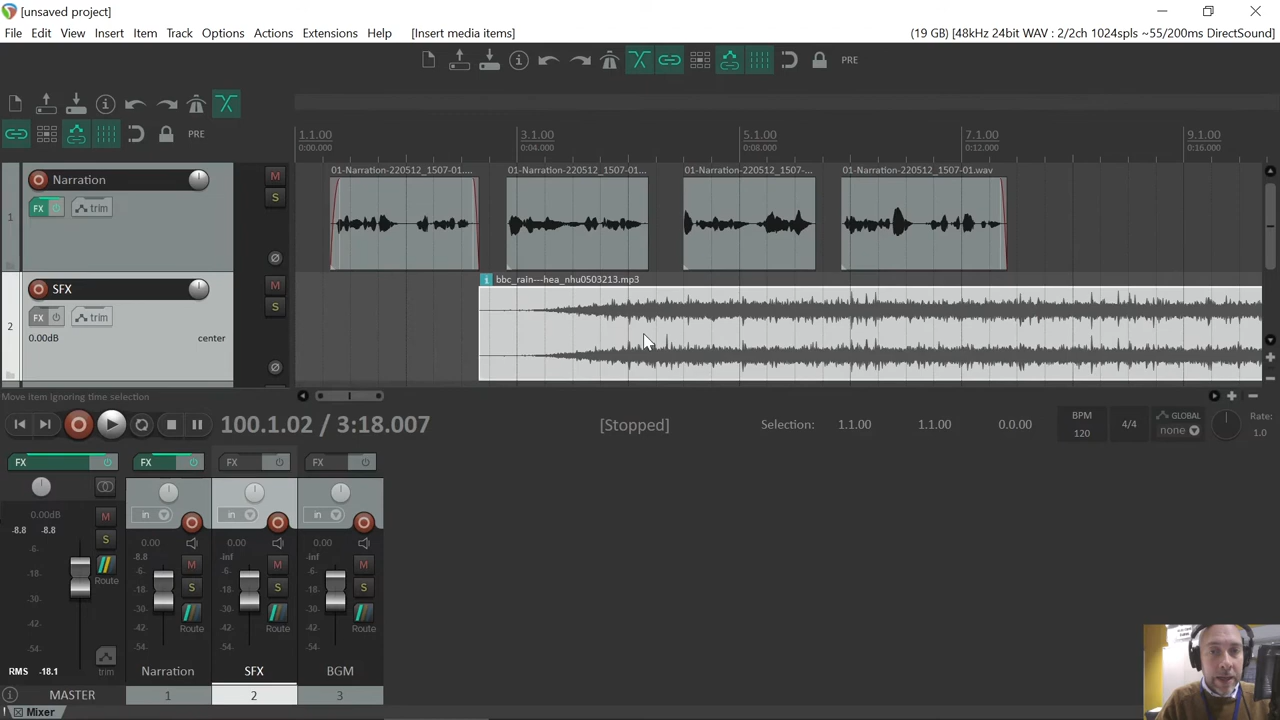 [unsaved project]
File Edit View Insert Item Track Options Actions Extensions Help [Insert media items] (19 GB) [48kHz 24bit WAV : 2/2ch 1024spls ~55/200ms DirectSound]
PRE
PRE
1.1.00 3.1.00 5.1.00 7.1.00 9.1.00
0:00.000 0:04.000 0:08.000 0:12.000 0:16.000
01-Narration-220512_1507-01.... 01-Narration-220512_1507-01... 01-Narration-220512_1507-... 01-Narration-220512_1507-01.wav
Narration M
S
FX trim
1
bbc_rain---hea_nhu0503213.mp3
SFX M
S
FX trim
2
0.00dB center
Move item ignoring time selection
100.1.02 / 3:18.007 [Stopped] Selection: 1.1.00 1.1.00 0.0.00 BPM 120 4/4 GLOBAL none Rate: 1.0
FX FX FX FX
0.00dB M in in in
-8.8 -8.8 S 0.00 0.00 0.00
-8.8 -inf -inf
-6- -6- -6- -6- M M M
-18- -18- -18- -18- S S S
Route
-30- -30- -30- -30-
-42- -42- -42- -42- Route Route Route
-54- -54- -54- -54-
RMS -18.1 trim Narration SFX BGM
MASTER 1 2 3
Mixer